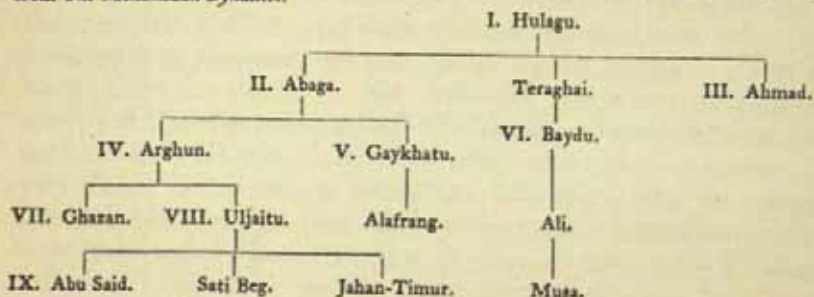 I. Hulagu.
II. Abaga. Teraghai. III. Ahmad.
VI. Baydu.
IV. Arghun. V. Gaykhatu.
VII. Ghazan. VIII. Uljaitu. Alafrang. Ali.
IX. Abu Said. Sati Beg. Jahan-Timur. Musa.